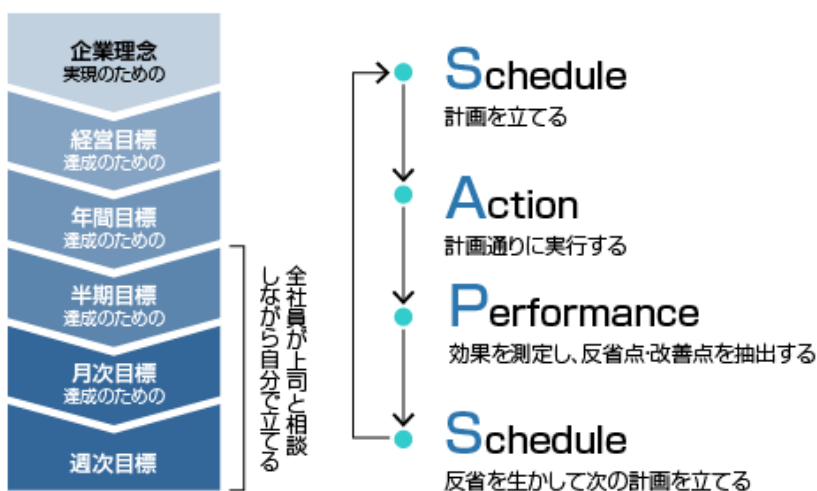 企業理念
実現のための
経営目標
達成のための
年間目標
達成のための
半期目標
達成のための
月次目標
達成のための
週次目標
全社員が上司と相談
しながら自分で立てる
Schedule
計画を立てる
Action
計画通りに実行する
Performance
効果を測定し、反省点・改善点を抽出する
Schedule
反省を生かして次の計画を立てる